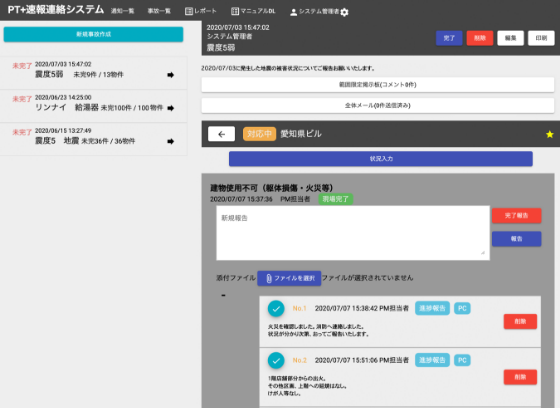 PT+速報連絡システム 通知一覧 事故一覧 レポート マニュアルDL システム管理者
新規事故作成
未完了 2020/07/03 15:47:02
震度5弱 未完9件 / 13物件
未完了 2020/06/23 14:25:00
リンナイ 給湯器 未完100件 / 100物件
未完了 2020/06/15 13:27:49
震度5 地震 未完36件 / 36物件
2020/07/03 15:47:02
システム管理者
震度5弱
完了 削除 編集 印刷
2020/07/03に発生した地震の被害状況についてご報告お願いいたします。
範囲限定掲示板(コメント0件)
全体メール(0件送信済み)
対応中 愛知県ビル
状況入力
建物使用不可（躯体損傷・火災等）
2020/07/07 15:37:36 PM担当者 現場完了
新規報告
完了報告
報告
添付ファイル ファイルを選択 ファイルが選択されていません
No.1 2020/07/07 15:38:42 PM担当者 進捗報告 PC
火災を確認しました。消防へ連絡しました。
状況が分かり次第、おってご報告いたします。
削除
No.2 2020/07/07 15:51:06 PM担当者 進捗報告 PC
1階店舗部分からの出火。
その他区画、上階への延焼はなし。
けが人等なし。
削除